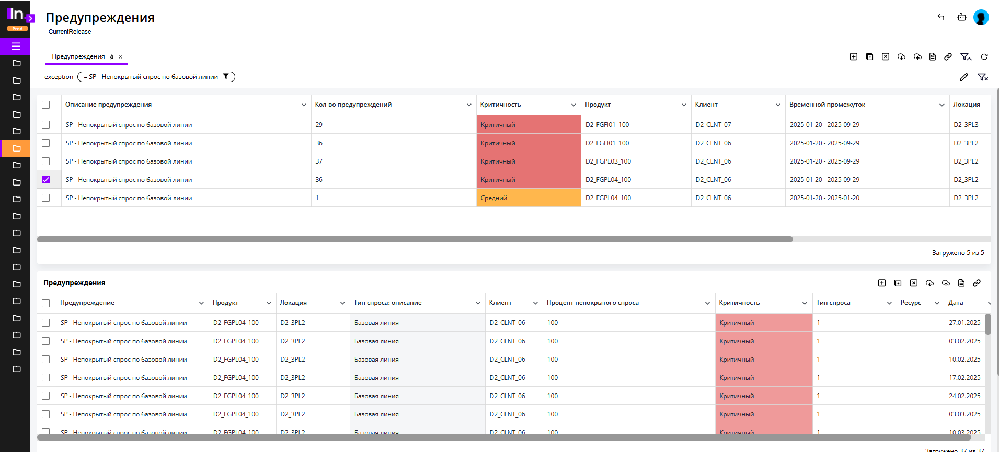 In
Prod
Предупреждения
CurrentRelease
Предупреждения
exception = SP - Непокрытый спрос по базовой линии
Описание предупреждения Кол-во предупреждений Критичность Продукт Клиент Временной промежуток Локация
SP - Непокрытый спрос по базовой линии 29 Критичный D2_FGFI01_100 D2_CLNT_07 2025-01-20 - 2025-09-29 D2_3PL3
SP - Непокрытый спрос по базовой линии 36 Критичный D2_FGFI01_100 D2_CLNT_06 2025-01-20 - 2025-09-29 D2_3PL2
SP - Непокрытый спрос по базовой линии 37 Критичный D2_FGPL03_100 D2_CLNT_06 2025-01-20 - 2025-09-29 D2_3PL2
SP - Непокрытый спрос по базовой линии 36 Критичный D2_FGPL04_100 D2_CLNT_06 2025-01-20 - 2025-09-29 D2_3PL2
SP - Непокрытый спрос по базовой линии 1 Средний D2_FGPL04_100 D2_CLNT_06 2025-01-20 - 2025-01-20 D2_3PL2
Загружено 5 из 5
Предупреждения
Предупреждение Продукт Локация Тип спроса: описание Клиент Процент непокрытого спроса Критичность Тип спроса Ресурс Дата
SP - Непокрытый спрос по базовой линии D2_FGPL04_100 D2_3PL2 Базовая линия D2_CLNT_06 100 Критичный 1 27.01.2025
SP - Непокрытый спрос по базовой линии D2_FGPL04_100 D2_3PL2 Базовая линия D2_CLNT_06 100 Критичный 1 03.02.2025
SP - Непокрытый спрос по базовой линии D2_FGPL04_100 D2_3PL2 Базовая линия D2_CLNT_06 100 Критичный 1 10.02.2025
SP - Непокрытый спрос по базовой линии D2_FGPL04_100 D2_3PL2 Базовая линия D2_CLNT_06 100 Критичный 1 17.02.2025
SP - Непокрытый спрос по базовой линии D2_FGPL04_100 D2_3PL2 Базовая линия D2_CLNT_06 100 Критичный 1 24.02.2025
SP - Непокрытый спрос по базовой линии D2_FGPL04_100 D2_3PL2 Базовая линия D2_CLNT_06 100 Критичный 1 03.03.2025
SP - Непокрытый спрос по базовой линии D2_FGPL04_100 D2_3PL2 Базовая линия D2_CLNT_06 100 Критичный 1 10.03.2025
Загружено 37 из 37